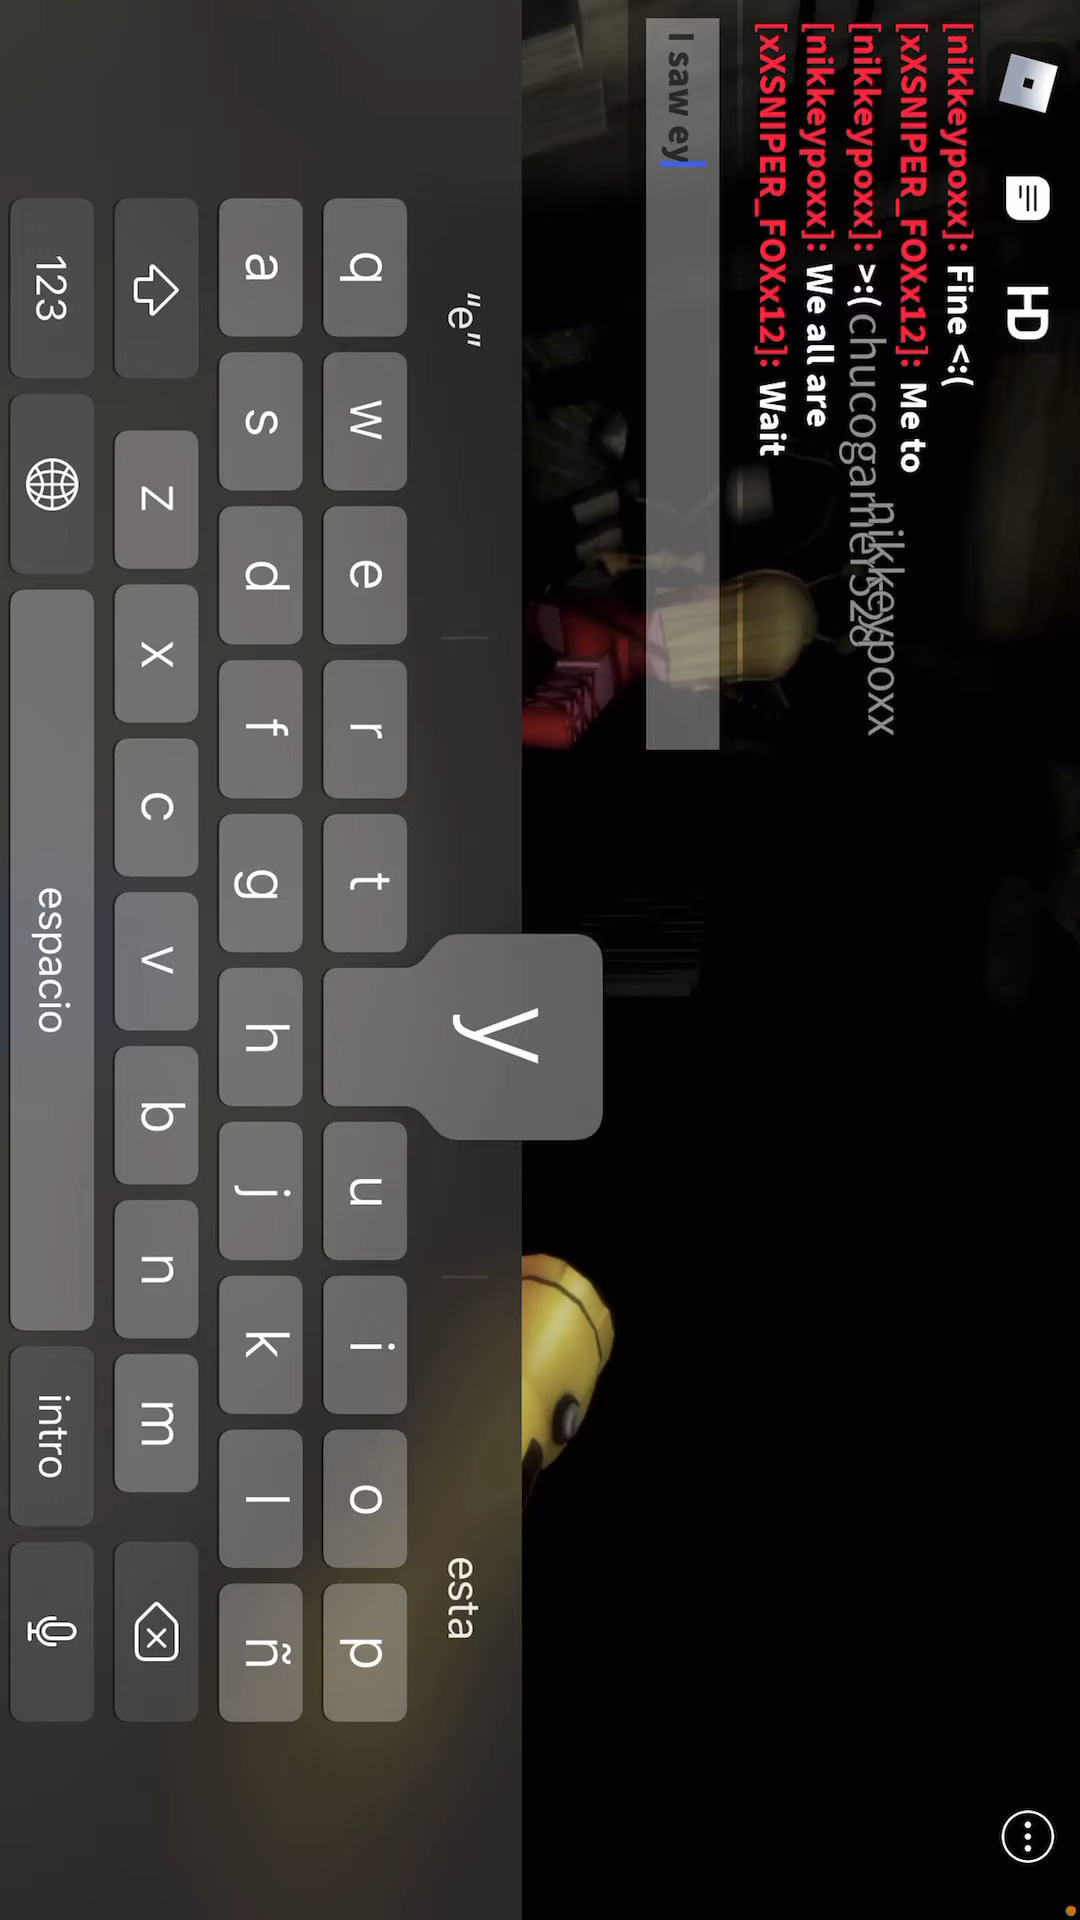 HD
[nikkeypoxx]: Fine <:(
[xXSNIPER_FOXx12]: Me to
[nikkeypoxx]: >:(
[nikkeypoxx]: We all are
[xXSNIPER_FOXx12]: Wait
nikkeypoxx
I saw ey
"e"
esta
q w e r t y u i o p
a s d f g h j k l ñ
z x c v b n m
123 espacio intro